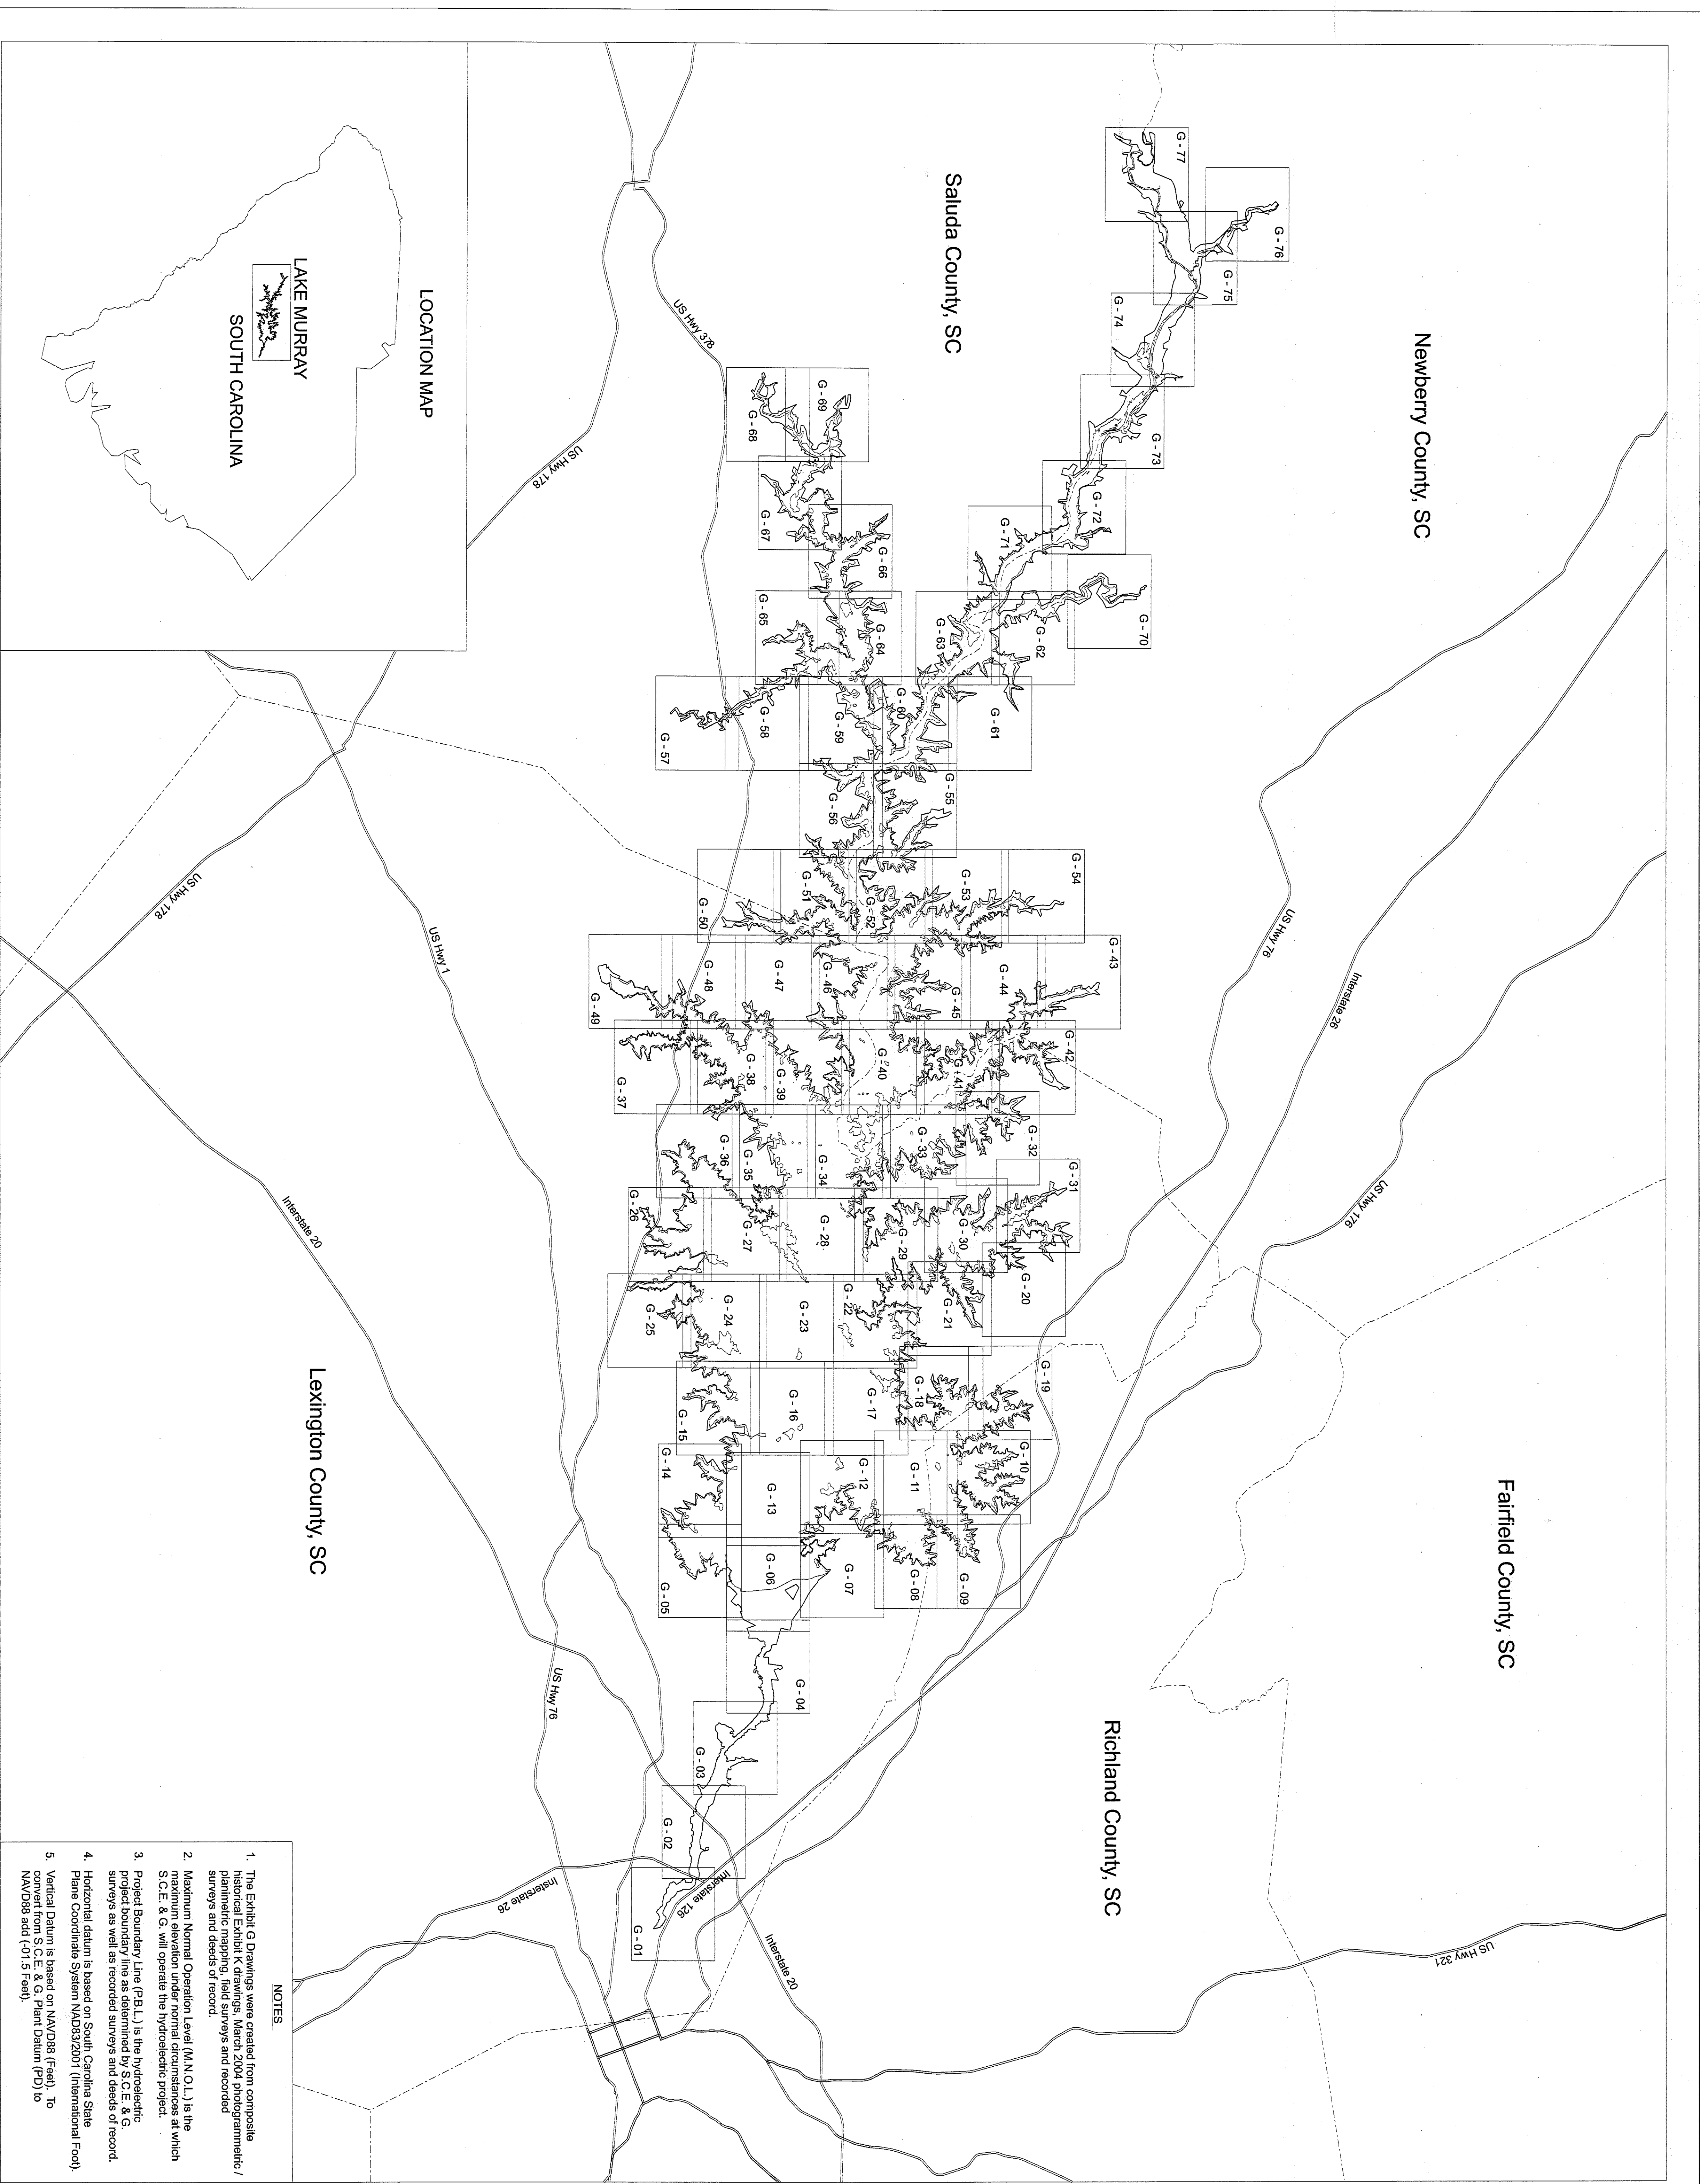 Newberry County, SC
Fairfield County, SC
Saluda County, SC
Richland County, SC
Lexington County, SC
US Hwy 378
US Hwy 178
US Hwy 178
US Hwy 1
Interstate 20
US Hwy 76
Interstate 26
US Hwy 176
US Hwy 76
Insterstate 26
Interstate 126
Interstate 20
US Hwy 321
G - 77
G - 76
G - 75
G - 74
G - 73
G - 72
G - 71
G - 70
G - 69
G - 68
G - 67
G - 66
G - 65
G - 64
G - 63
G - 62
G - 61
G - 60
G - 59
G - 58
G - 57
G - 56
G - 55
G - 54
G - 53
G - 52
G - 51
G - 50
G - 49
G - 48
G - 47
G - 46
G - 45
G - 44
G - 43
G - 42
G - 41
G - 40
G - 39
G - 38
G - 37
G - 36
G - 35
G - 34
G - 33
G - 32
G - 31
G - 30
G - 29
G - 28
G - 27
G - 26
G - 25
G - 24
G - 23
G - 22
G - 21
G - 20
G - 19
G - 18
G - 17
G - 16
G - 15
G - 14
G - 13
G - 12
G - 11
G - 10
G - 09
G - 08
G - 07
G - 06
G - 05
G - 04
G - 03
G - 02
G - 01
LOCATION MAP
LAKE MURRAY
SOUTH CAROLINA
NOTES
1. The Exhibit G Drawings were created from composite
historical Exhibit K drawings, March 2004 photogrammetric /
planimetric mapping, field surveys and recorded
surveys and deeds of record.
2. Maximum Normal Operation Level (M.N.O.L.) is the
maximum elevation under normal circumstances at which
S.C.E. & G. will operate the hydroelectric project.
3. Project Boundary Line (P.B.L.) is the hydroelectric
project boundary line as determined by S.C.E. & G.
surveys as well as recorded surveys and deeds of record.
4. Horizontal datum is based on South Carolina State
Plane Coordinate System NAD83/2001 (International Foot).
5. Vertical Datum is based on NAVD88 (Feet). To
convert from S.C.E. & G. Plant Datum (PD) to
NAVD88 add (-01.5 Feet).